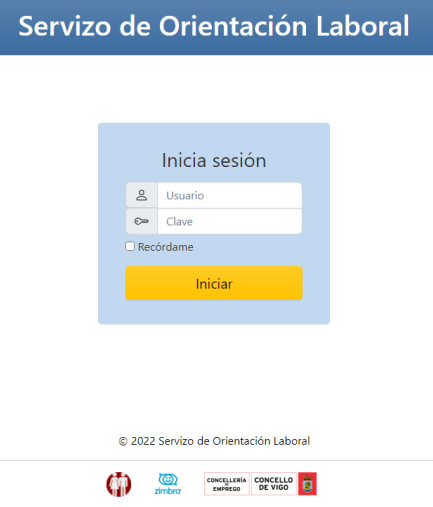 Servizo de Orientación Laboral
Inicia sesión
Usuario
Clave
Recórdame
Iniciar
© 2022 Servizo de Orientación Laboral
zimbra
CONCELLERÍA
DE
EMPREGO
CONCELLO
DE VIGO